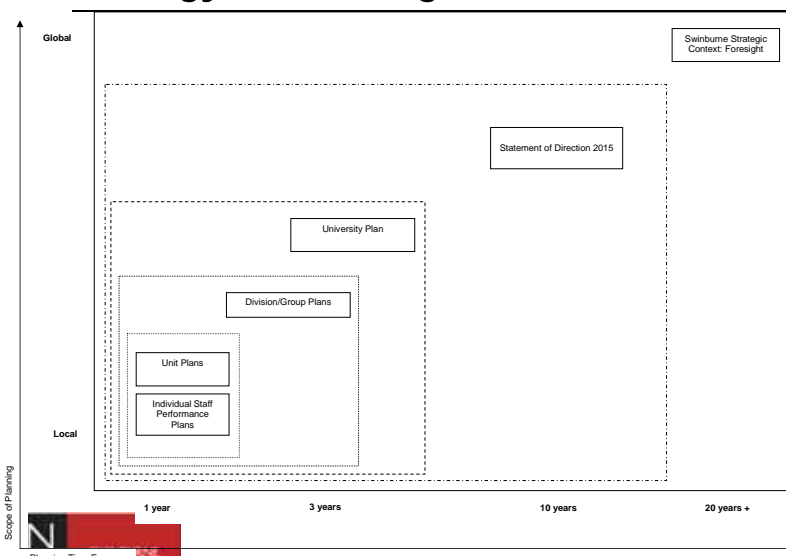 Global
Swinburne Strategic
Context: Foresight
Statement of Direction 2015
University Plan
Division/Group Plans
Unit Plans
Individual Staff
Performance
Plans
Local
Scope of Planning
1 year
3 years
10 years
20 years +
N